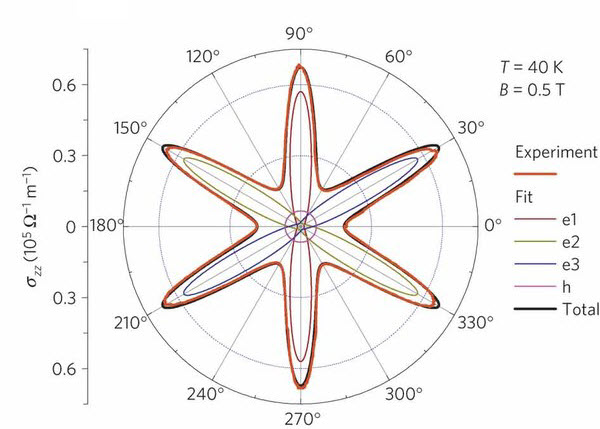 90°
120°
60°
T = 40 K
B = 0.5 T
0.6
150°
30°
Experiment
0.3
Fit
0
180°
0°
e1
e2
e3
0.3
h
210°
330°
Total
0.6
240°
300°
270°
σzz (10⁵ Ω⁻¹ m⁻¹)